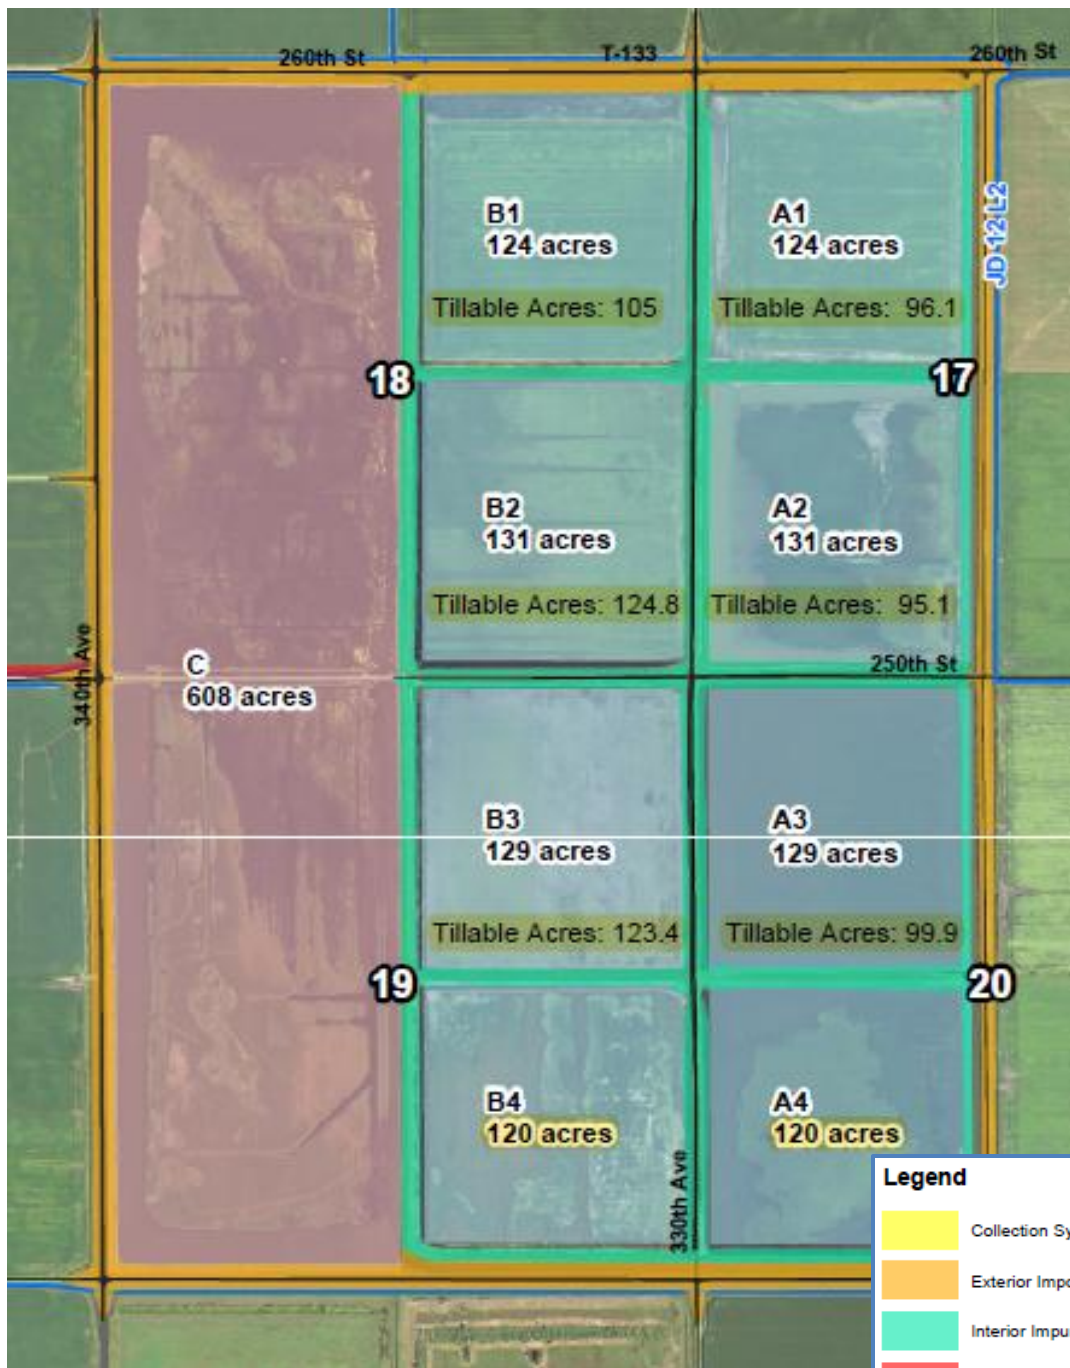 260th St
T-133
260th St
JD-12-L2
B1
124 acres
Tillable Acres: 105
A1
124 acres
Tillable Acres: 96.1
18
17
B2
131 acres
Tillable Acres: 124.8
A2
131 acres
Tillable Acres: 95.1
340th Ave
C
608 acres
250th St
B3
129 acres
Tillable Acres: 123.4
A3
129 acres
Tillable Acres: 99.9
19
20
B4
120 acres
A4
120 acres
330th Ave
Legend
Collection Sy
Exterior Impo
Interior Impu